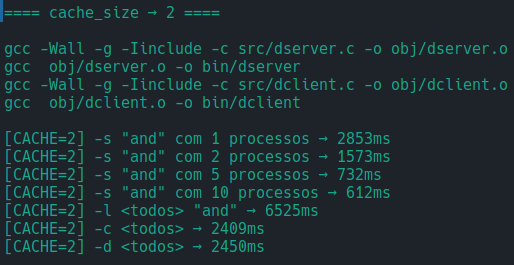 ==== cache_size → 2 ====
gcc -Wall -g -Iinclude -c src/dserver.c -o obj/dserver.o
gcc  obj/dserver.o -o bin/dserver
gcc -Wall -g -Iinclude -c src/dclient.c -o obj/dclient.o
gcc  obj/dclient.o -o bin/dclient
[CACHE=2] -s "and" com 1 processos → 2853ms
[CACHE=2] -s "and" com 2 processos → 1573ms
[CACHE=2] -s "and" com 5 processos → 732ms
[CACHE=2] -s "and" com 10 processos → 612ms
[CACHE=2] -l <todos> "and" → 6525ms
[CACHE=2] -c <todos> → 2409ms
[CACHE=2] -d <todos> → 2450ms